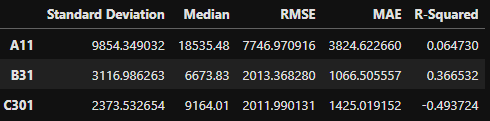 Standard Deviation Median RMSE MAE R-Squared
A11 9854.349032 18535.48 7746.970916 3824.622660 0.064730
B31 3116.986263 6673.83 2013.368280 1066.505557 0.366532
C301 2373.532654 9164.01 2011.990131 1425.019152 -0.493724